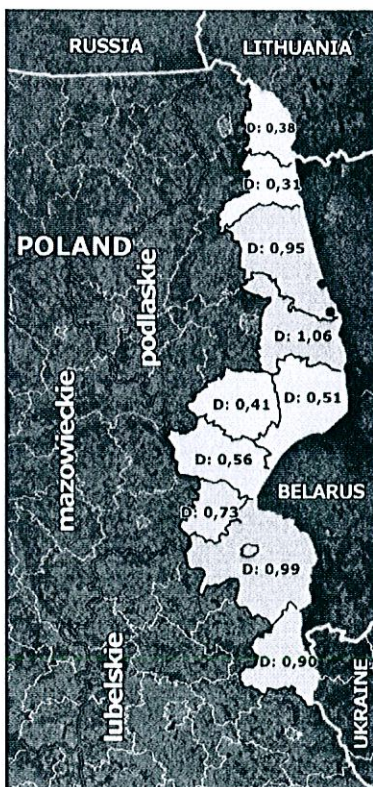 RUSSIA
LITHUANIA
D: 0,38
D: 0,31
POLAND
D: 0,95
podlaskie
D: 1,06
D: 0,41
D: 0,51
mazowieckie
D: 0,56
BELARUS
D: 0,73
D: 0,99
lubelskie
D: 0,90
UKRAINE